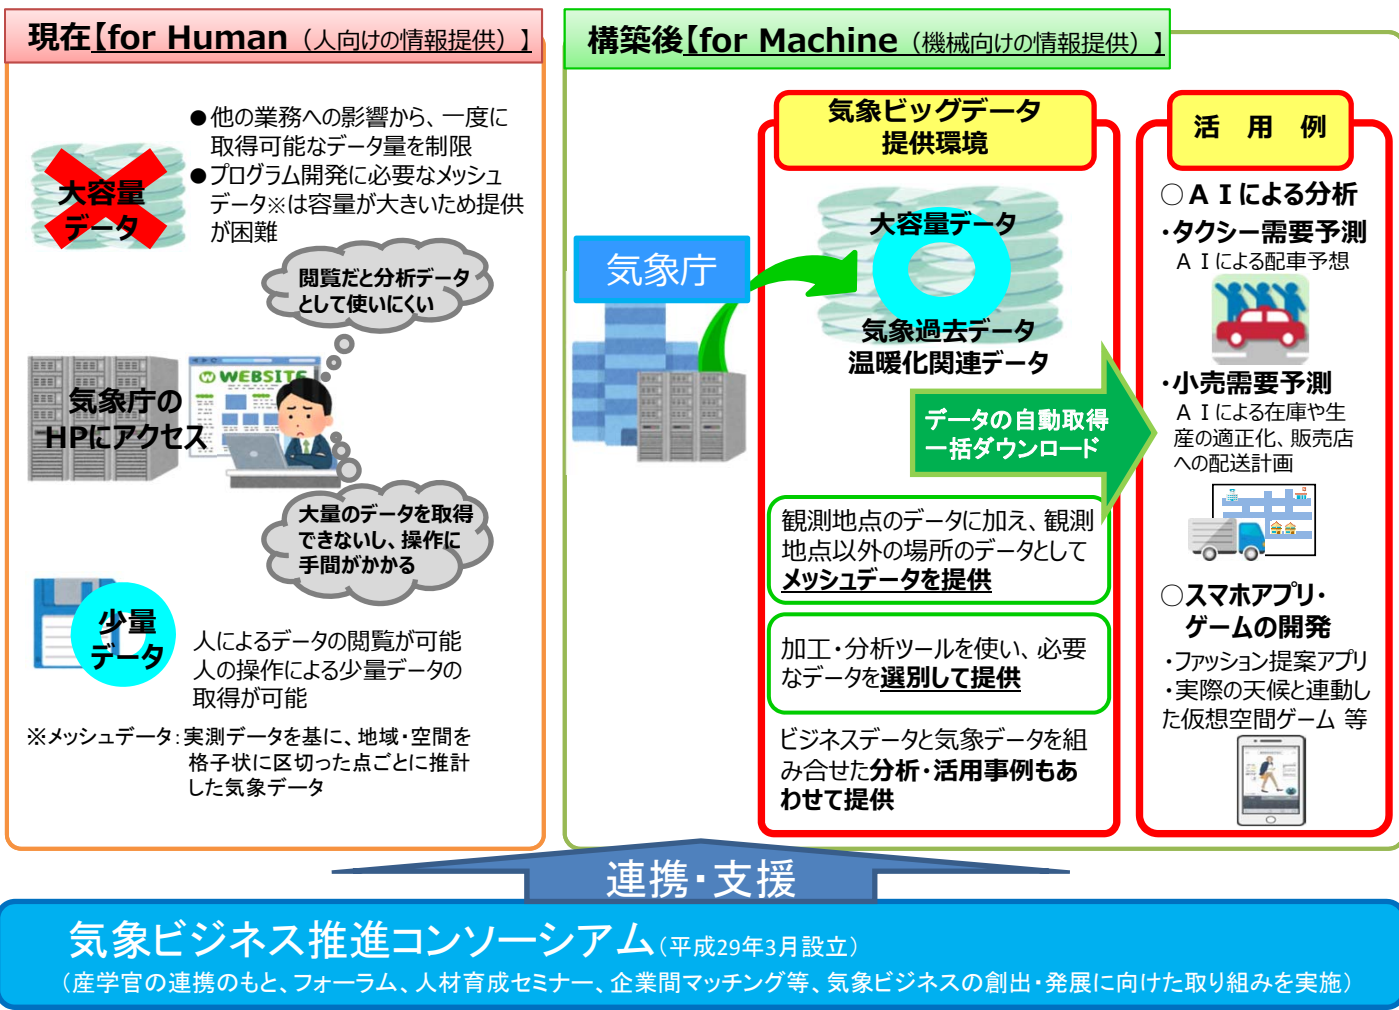 現在【for Human（人向けの情報提供）】
●他の業務への影響から、一度に
取得可能なデータ量を制限
●プログラム開発に必要なメッシュ
データ※は容量が大きいため提供
が困難
大容量
データ
閲覧だと分析データ
として使いにくい
WEBSITE
気象庁の
HPにアクセス
大量のデータを取得
できないし、操作に
手間がかかる
少量
データ
人によるデータの閲覧が可能
人の操作による少量データの
取得が可能
※メッシュデータ：実測データを基に、地域・空間を
格子状に区切った点ごとに推計
した気象データ
構築後【for Machine（機械向けの情報提供）】
気象庁
気象ビッグデータ
提供環境
大容量データ
気象過去データ
温暖化関連データ
データの自動取得
一括ダウンロード
観測地点のデータに加え、観測
地点以外の場所のデータとして
メッシュデータを提供
加工・分析ツールを使い、必要
なデータを選別して提供
ビジネスデータと気象データを組
み合せた分析・活用事例もあ
わせて提供
活用例
○ＡＩによる分析
・タクシー需要予測
ＡＩによる配車予想
・小売需要予測
ＡＩによる在庫や生
産の適正化、販売店
への配送計画
○スマホアプリ・
ゲームの開発
・ファッション提案アプリ
・実際の天候と連動し
た仮想空間ゲーム 等
連携・支援
気象ビジネス推進コンソーシアム（平成29年3月設立）
（産学官の連携のもと、フォーラム、人材育成セミナー、企業間マッチング等、気象ビジネスの創出・発展に向けた取り組みを実施）